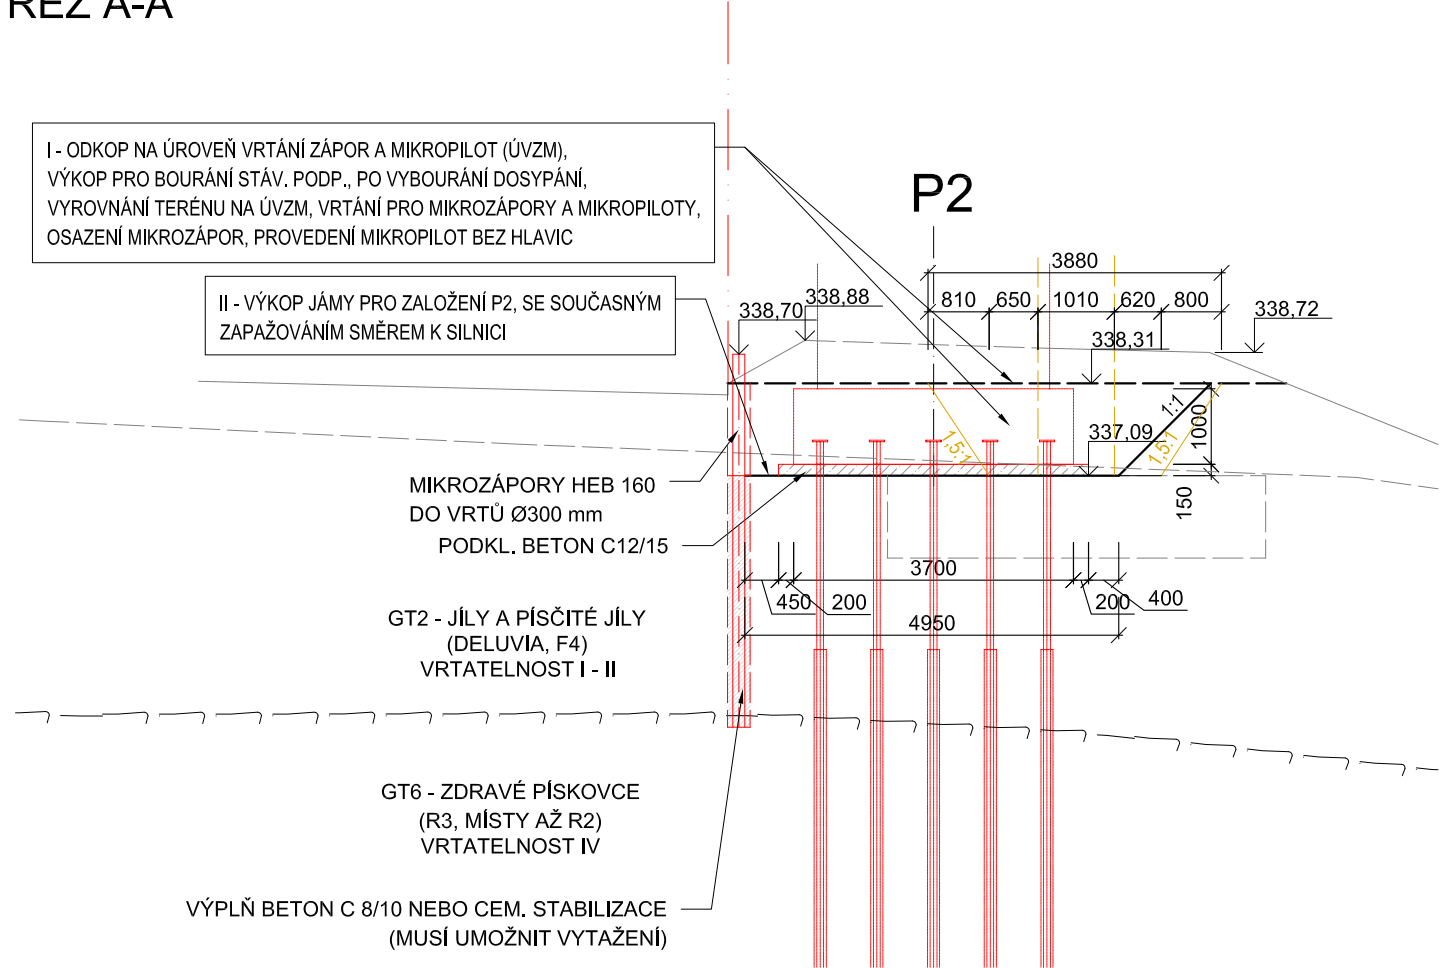 ŘEZ A-A
I - ODKOP NA ÚROVEŇ VRTÁNÍ ZÁPOR A MIKROPILOT (ÚVZM),
VÝKOP PRO BOURÁNÍ STÁV. PODP., PO VYBOURÁNÍ DOSYPÁNÍ,
VYROVNÁNÍ TERÉNU NA ÚVZM, VRTÁNÍ PRO MIKROZÁPORY A MIKROPILOTY,
OSAZENÍ MIKROZÁPOR, PROVEDENÍ MIKROPILOT BEZ HLAVIC
P2
II - VÝKOP JÁMY PRO ZALOŽENÍ P2, SE SOUČASNÝM
ZAPAŽOVÁNÍM SMĚREM K SILNICI
3880
810
650
1010
620
800
338,70
338,88
338,31
338,72
1:1
1000
1,5:1
1,5:1
337,09
150
MIKROZÁPORY HEB 160
DO VRTŮ Ø300 mm
PODKL. BETON C12/15
3700
450
200
200
400
4950
GT2 - JÍLY A PÍSČITÉ JÍLY
(DELUVIA, F4)
VRTATELNOST I - II
GT6 - ZDRAVÉ PÍSKOVCE
(R3, MÍSTY AŽ R2)
VRTATELNOST IV
VÝPLŇ BETON C 8/10 NEBO CEM. STABILIZACE
(MUSÍ UMOŽNIT VYTAŽENÍ)